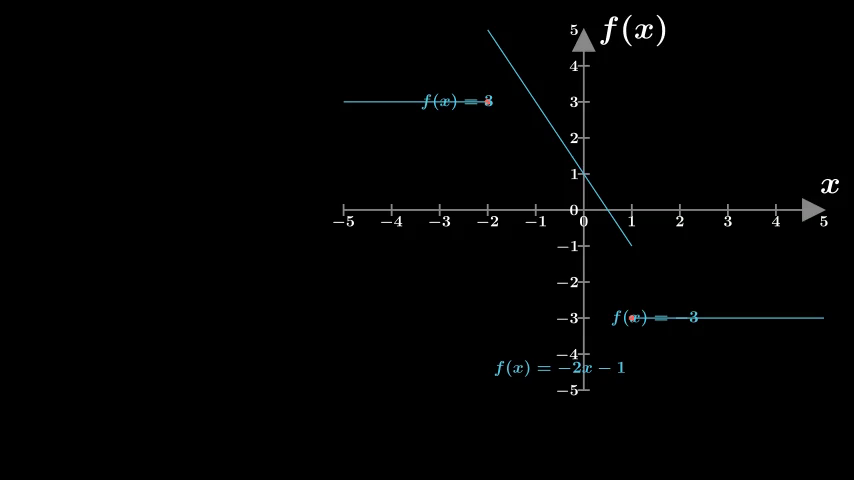 5 f(x)
4
f(x) = 3 3
2
1 x
0
−5 −4 −3 −2 −1 0 1 2 3 4 5
−1
−2
−3 f(x) = −3
−4
f(x) = −2x − 1
−5